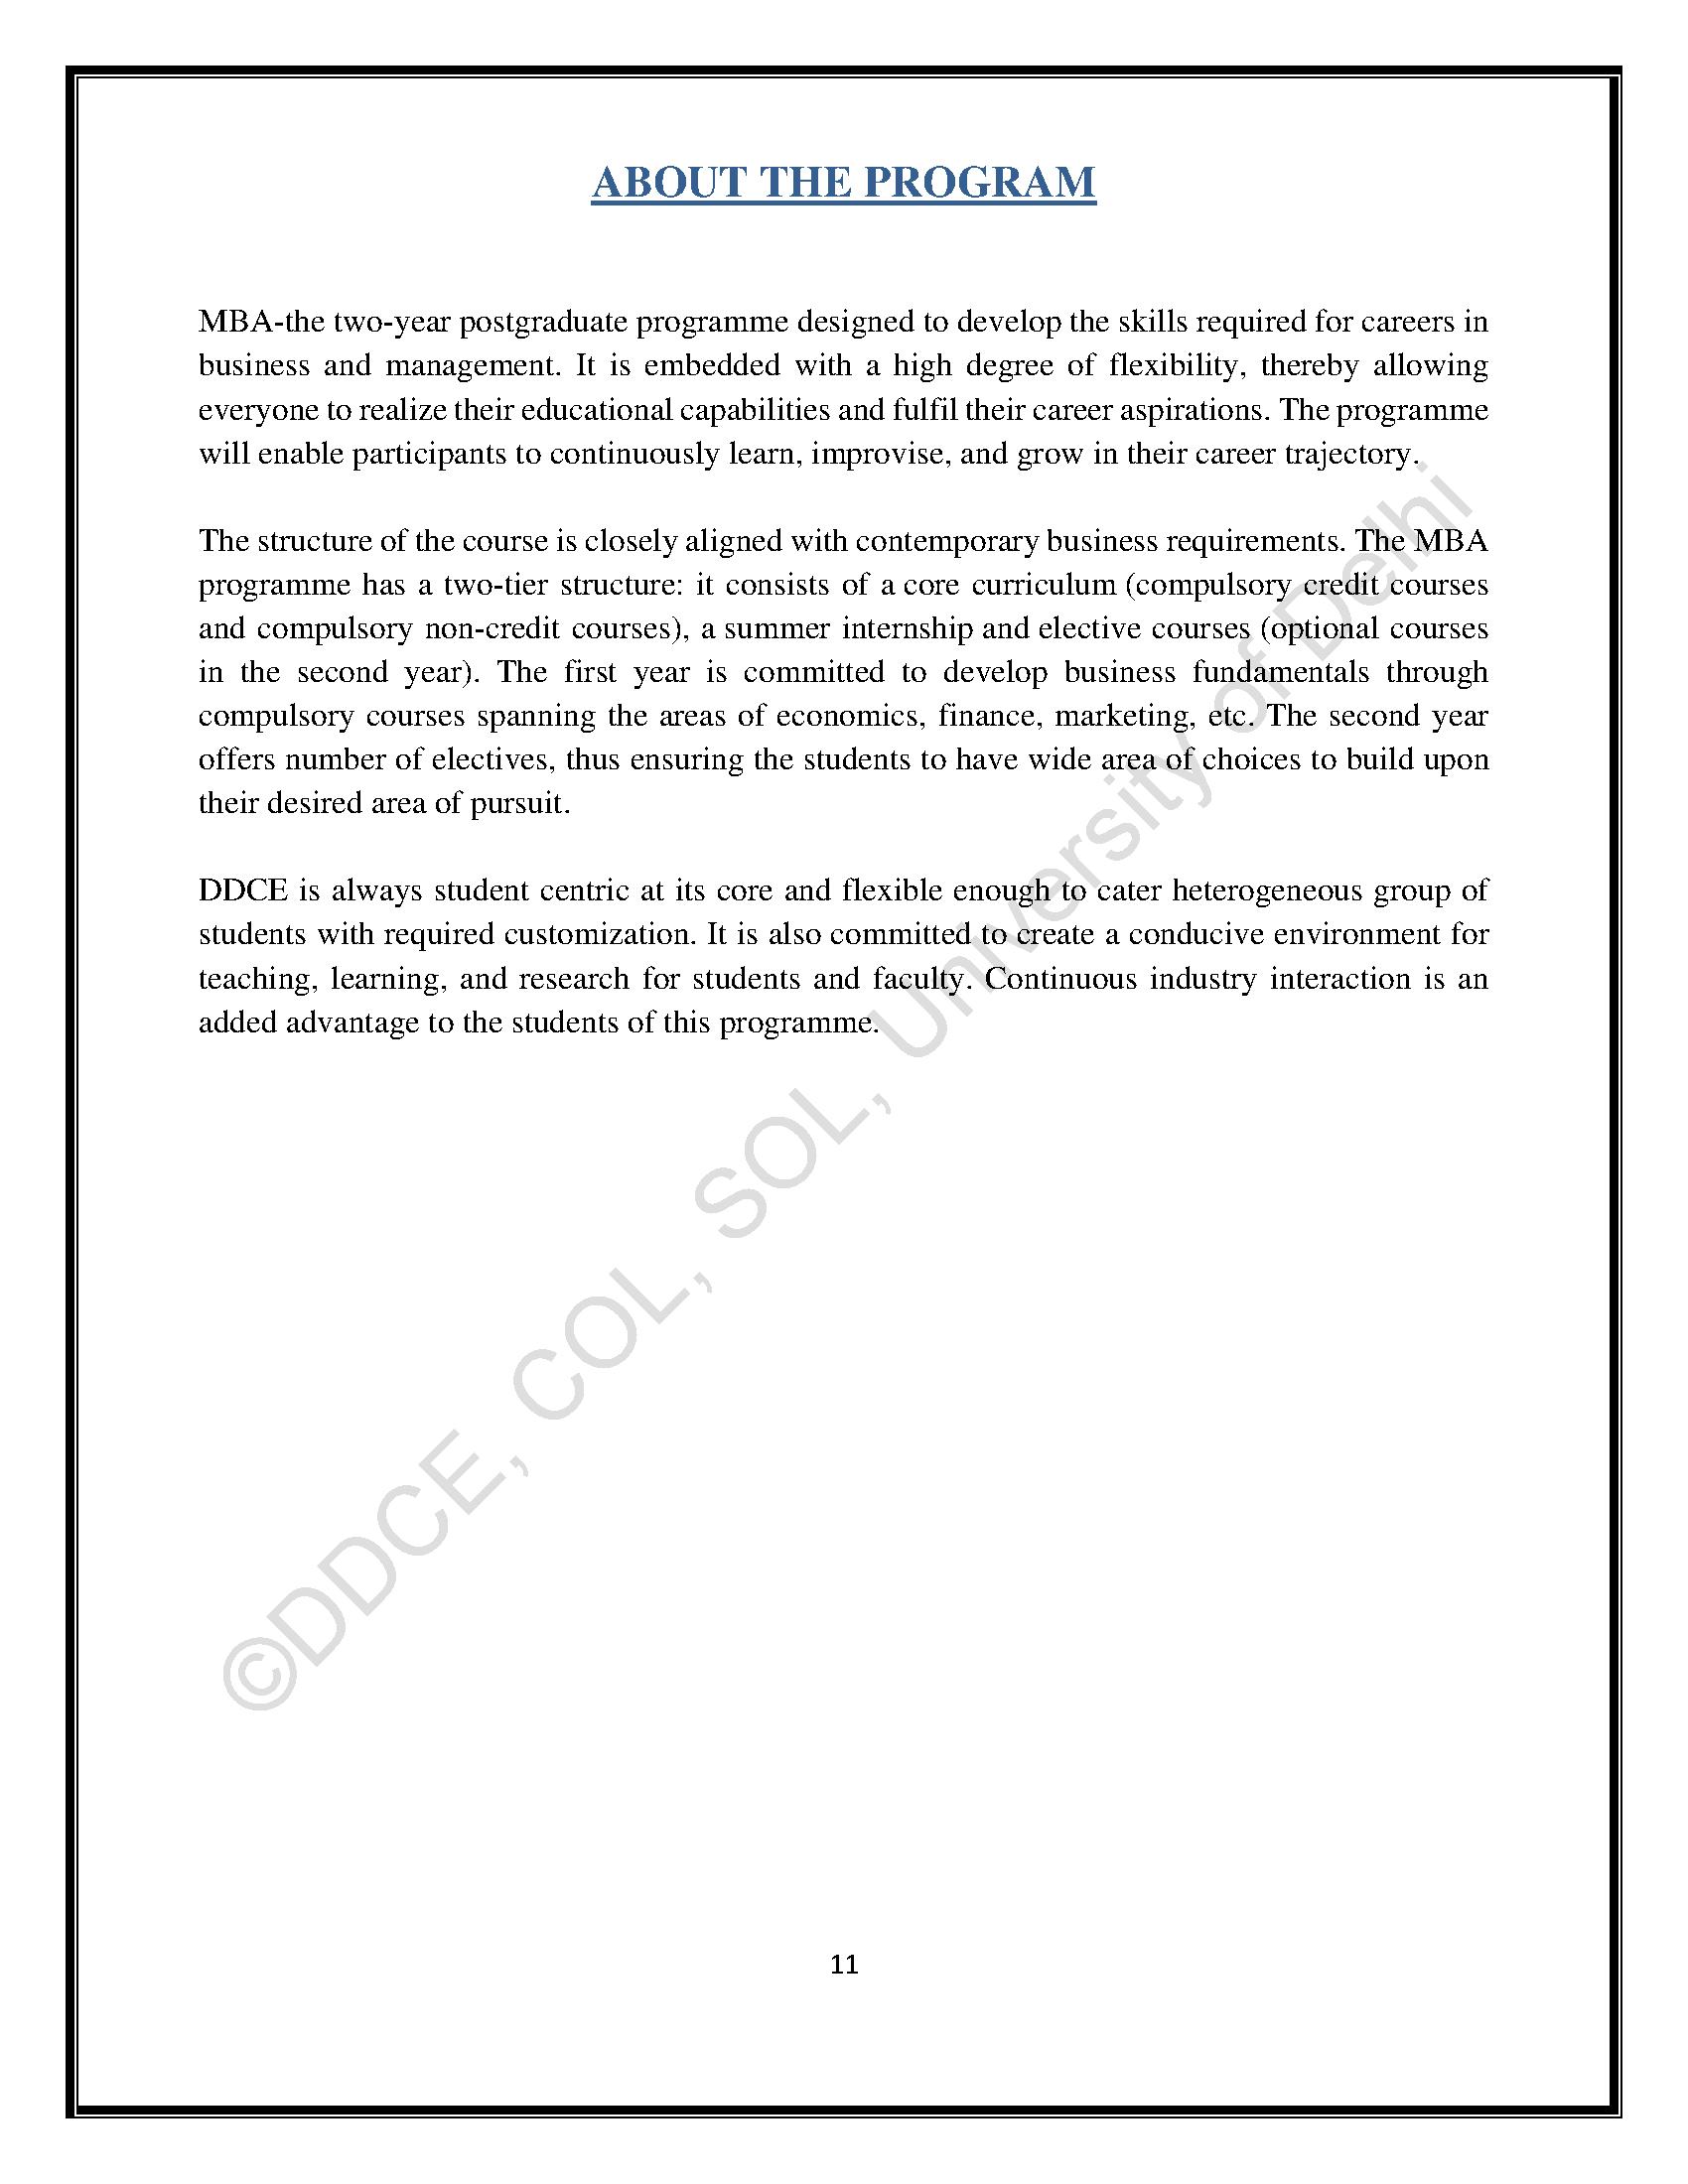 ABOUT THE PROGRAM
MBA-the two-year postgraduate programme designed to develop the skills required for careers in
business and management. It is embedded with a high degree of flexibility, thereby allowing
everyone to realize their educational capabilities and fulfil their career aspirations. The programme
will enable participants to continuously learn, improvise, and grow in their career trajectory.
The structure of the course is closely aligned with contemporary business requirements. The MBA
programme has a two-tier structure: it consists of a core curriculum (compulsory credit courses
and compulsory non-credit courses), a summer internship and elective courses (optional courses
in the second year). The first year is committed to develop business fundamentals through
compulsory courses spanning the areas of economics, finance, marketing, etc. The second year
offers number of electives, thus ensuring the students to have wide area of choices to build upon
their desired area of pursuit.
DDCE is always student centric at its core and flexible enough to cater heterogeneous group of
students with required customization. It is also committed to create a conducive environment for
teaching, learning, and research for students and faculty. Continuous industry interaction is an
added advantage to the students of this programme.
©DDCE, COL, SOL, University of Delhi
11